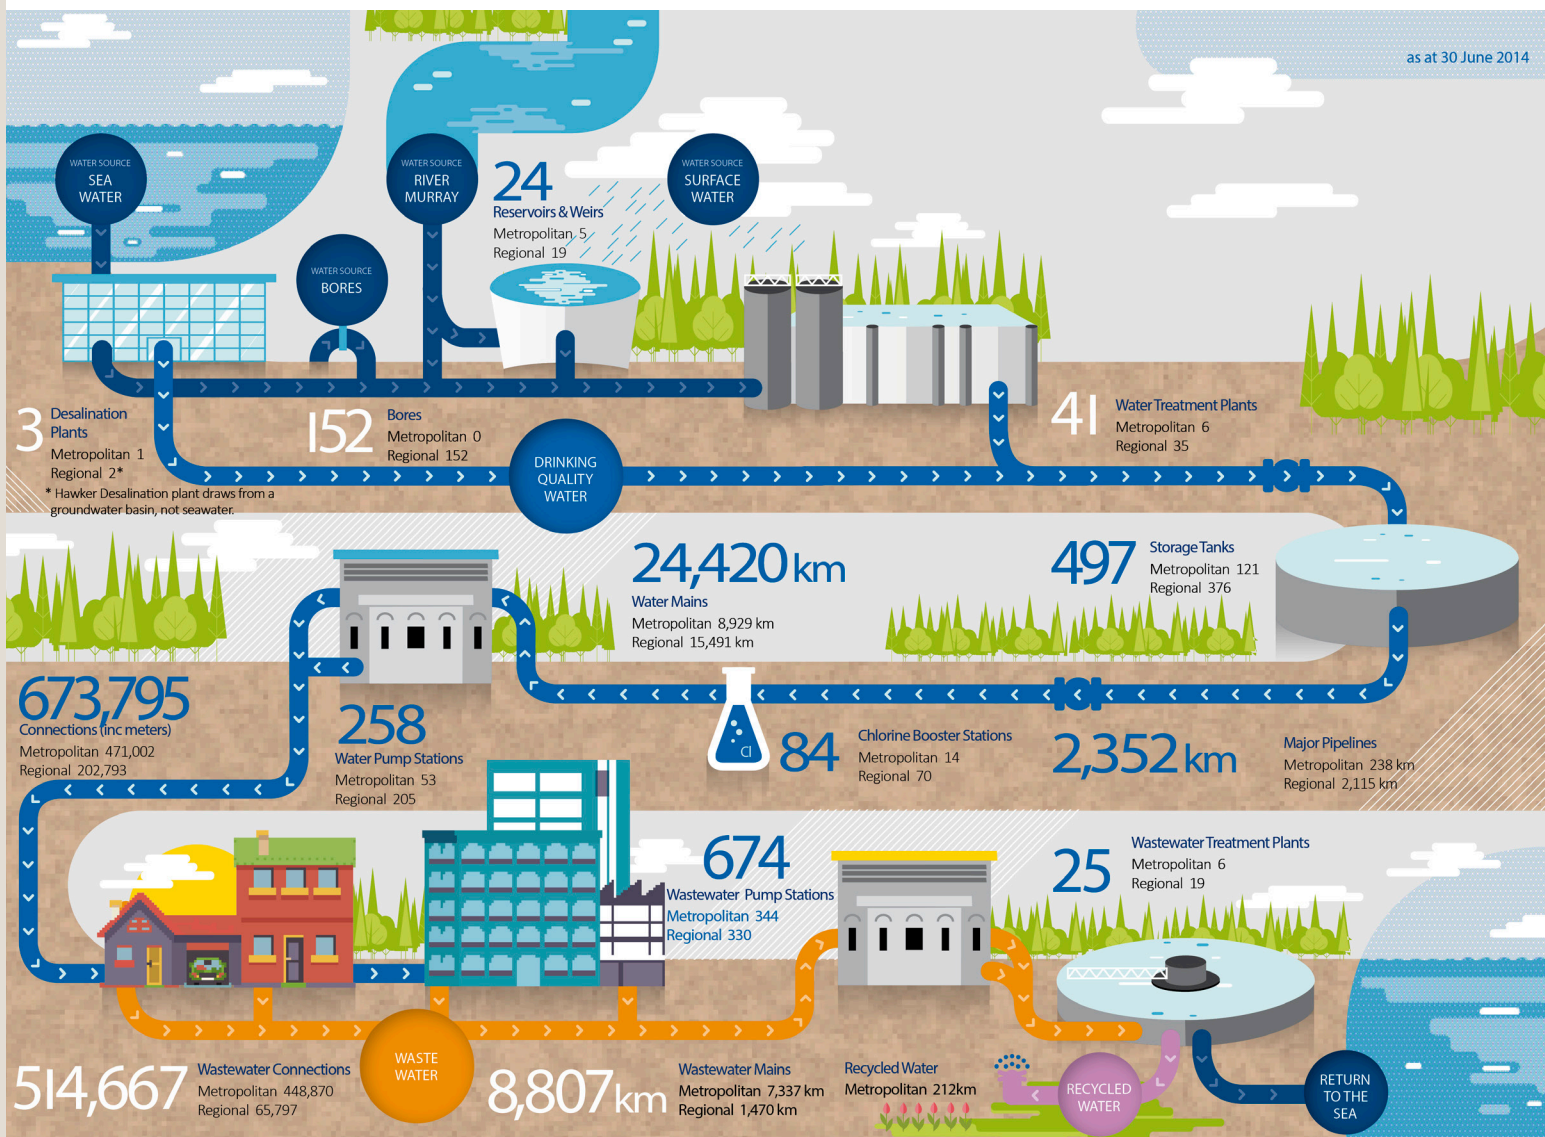 as at 30 June 2014
WATER SOURCE
SEA
WATER
WATER SOURCE
RIVER
MURRAY
24
Reservoirs & Weirs
Metropolitan 5
Regional 19
WATER SOURCE
SURFACE
WATER
WATER SOURCE
BORES
3
Desalination
Plants
Metropolitan 1
Regional 2*
* Hawker Desalination plant draws from a
groundwater basin, not seawater.
152
Bores
Metropolitan 0
Regional 152
DRINKING
QUALITY
WATER
41
Water Treatment Plants
Metropolitan 6
Regional 35
24,420 km
Water Mains
Metropolitan 8,929 km
Regional 15,491 km
497
Storage Tanks
Metropolitan 121
Regional 376
673,795
Connections (inc meters)
Metropolitan 471,002
Regional 202,793
258
Water Pump Stations
Metropolitan 53
Regional 205
Cl
84
Chlorine Booster Stations
Metropolitan 14
Regional 70
2,352 km
Major Pipelines
Metropolitan 238 km
Regional 2,115 km
674
Wastewater Pump Stations
Metropolitan 344
Regional 330
25
Wastewater Treatment Plants
Metropolitan 6
Regional 19
514,667
Wastewater Connections
Metropolitan 448,870
Regional 65,797
WASTE
WATER
8,807 km
Wastewater Mains
Metropolitan 7,337 km
Regional 1,470 km
Recycled Water
Metropolitan 212km
RECYCLED
WATER
RETURN
TO THE
SEA